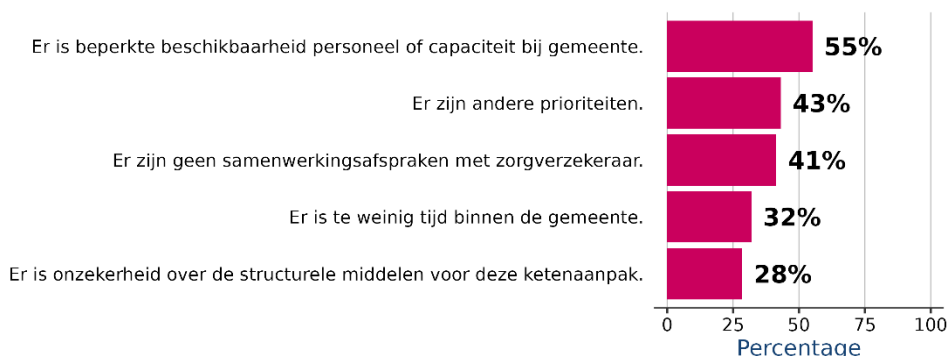 Er is beperkte beschikbaarheid personeel of capaciteit bij gemeente. 55%
Er zijn andere prioriteiten. 43%
Er zijn geen samenwerkingsafspraken met zorgverzekeraar. 41%
Er is te weinig tijd binnen de gemeente. 32%
Er is onzekerheid over de structurele middelen voor deze ketenaanpak. 28%
0 25 50 75 100
Percentage